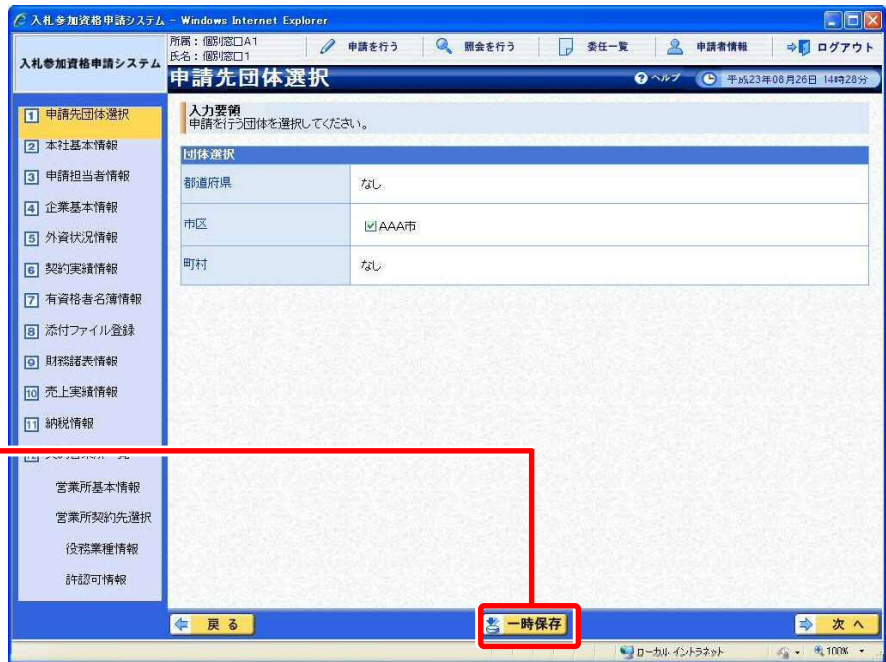 入札参加資格申請システム - Windows Internet Explorer
入札参加資格申請システム
所属：個別窓口A1
氏名：個別窓口1
申請を行う
照会を行う
委任一覧
申請者情報
ログアウト
申請先団体選択
ヘルプ
平成23年08月26日 14時28分
1 申請先団体選択
2 本社基本情報
3 申請担当者情報
4 企業基本情報
5 外資状況情報
6 契約実績情報
7 有資格者名簿情報
8 添付ファイル登録
9 財務諸表情報
10 売上実績情報
11 納税情報
営業所基本情報
営業所契約先選択
役務業種情報
許認可情報
入力要領
申請を行う団体を選択してください。
団体選択
都道府県 なし
市区 AAA市
町村 なし
戻る
一時保存
次へ
ローカル イントラネット
100%